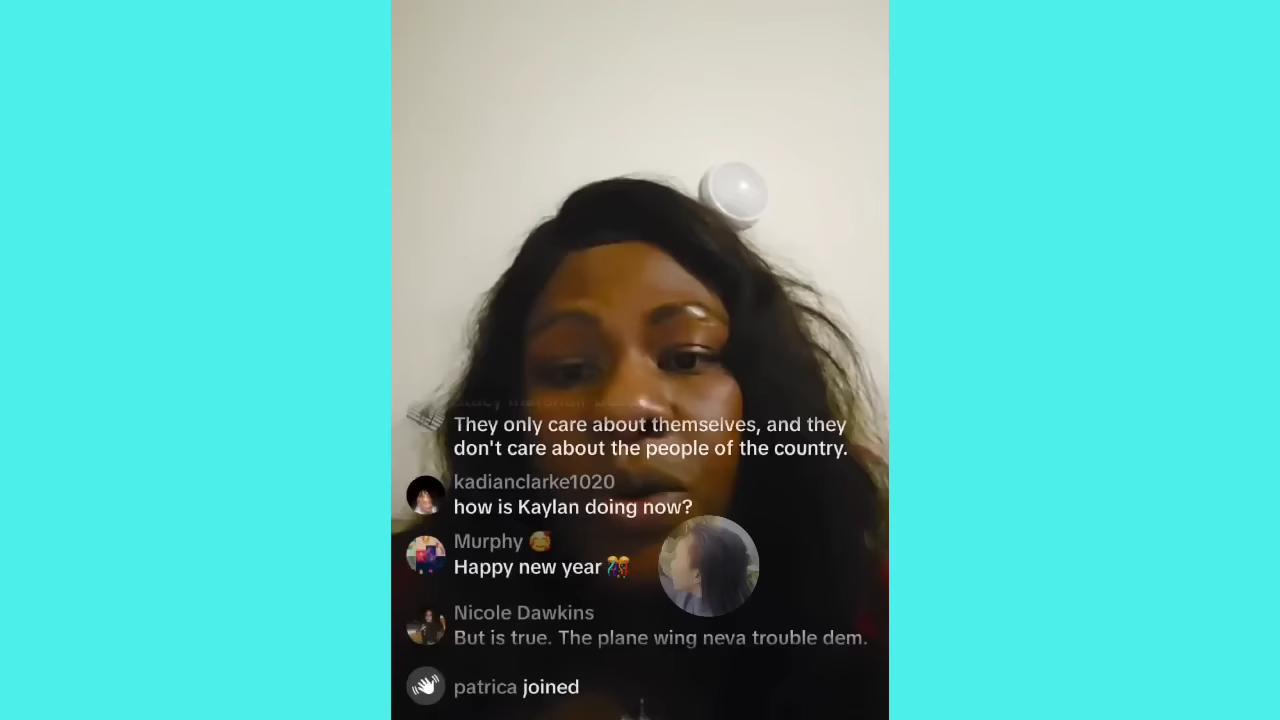 They only care about themselves, and they
don't care about the people of the country.
kadianclarke1020
how is Kaylan doing now?
Murphy 🥰
Happy new year 🎊
Nicole Dawkins
But is true. The plane wing neva trouble dem.
patrica joined